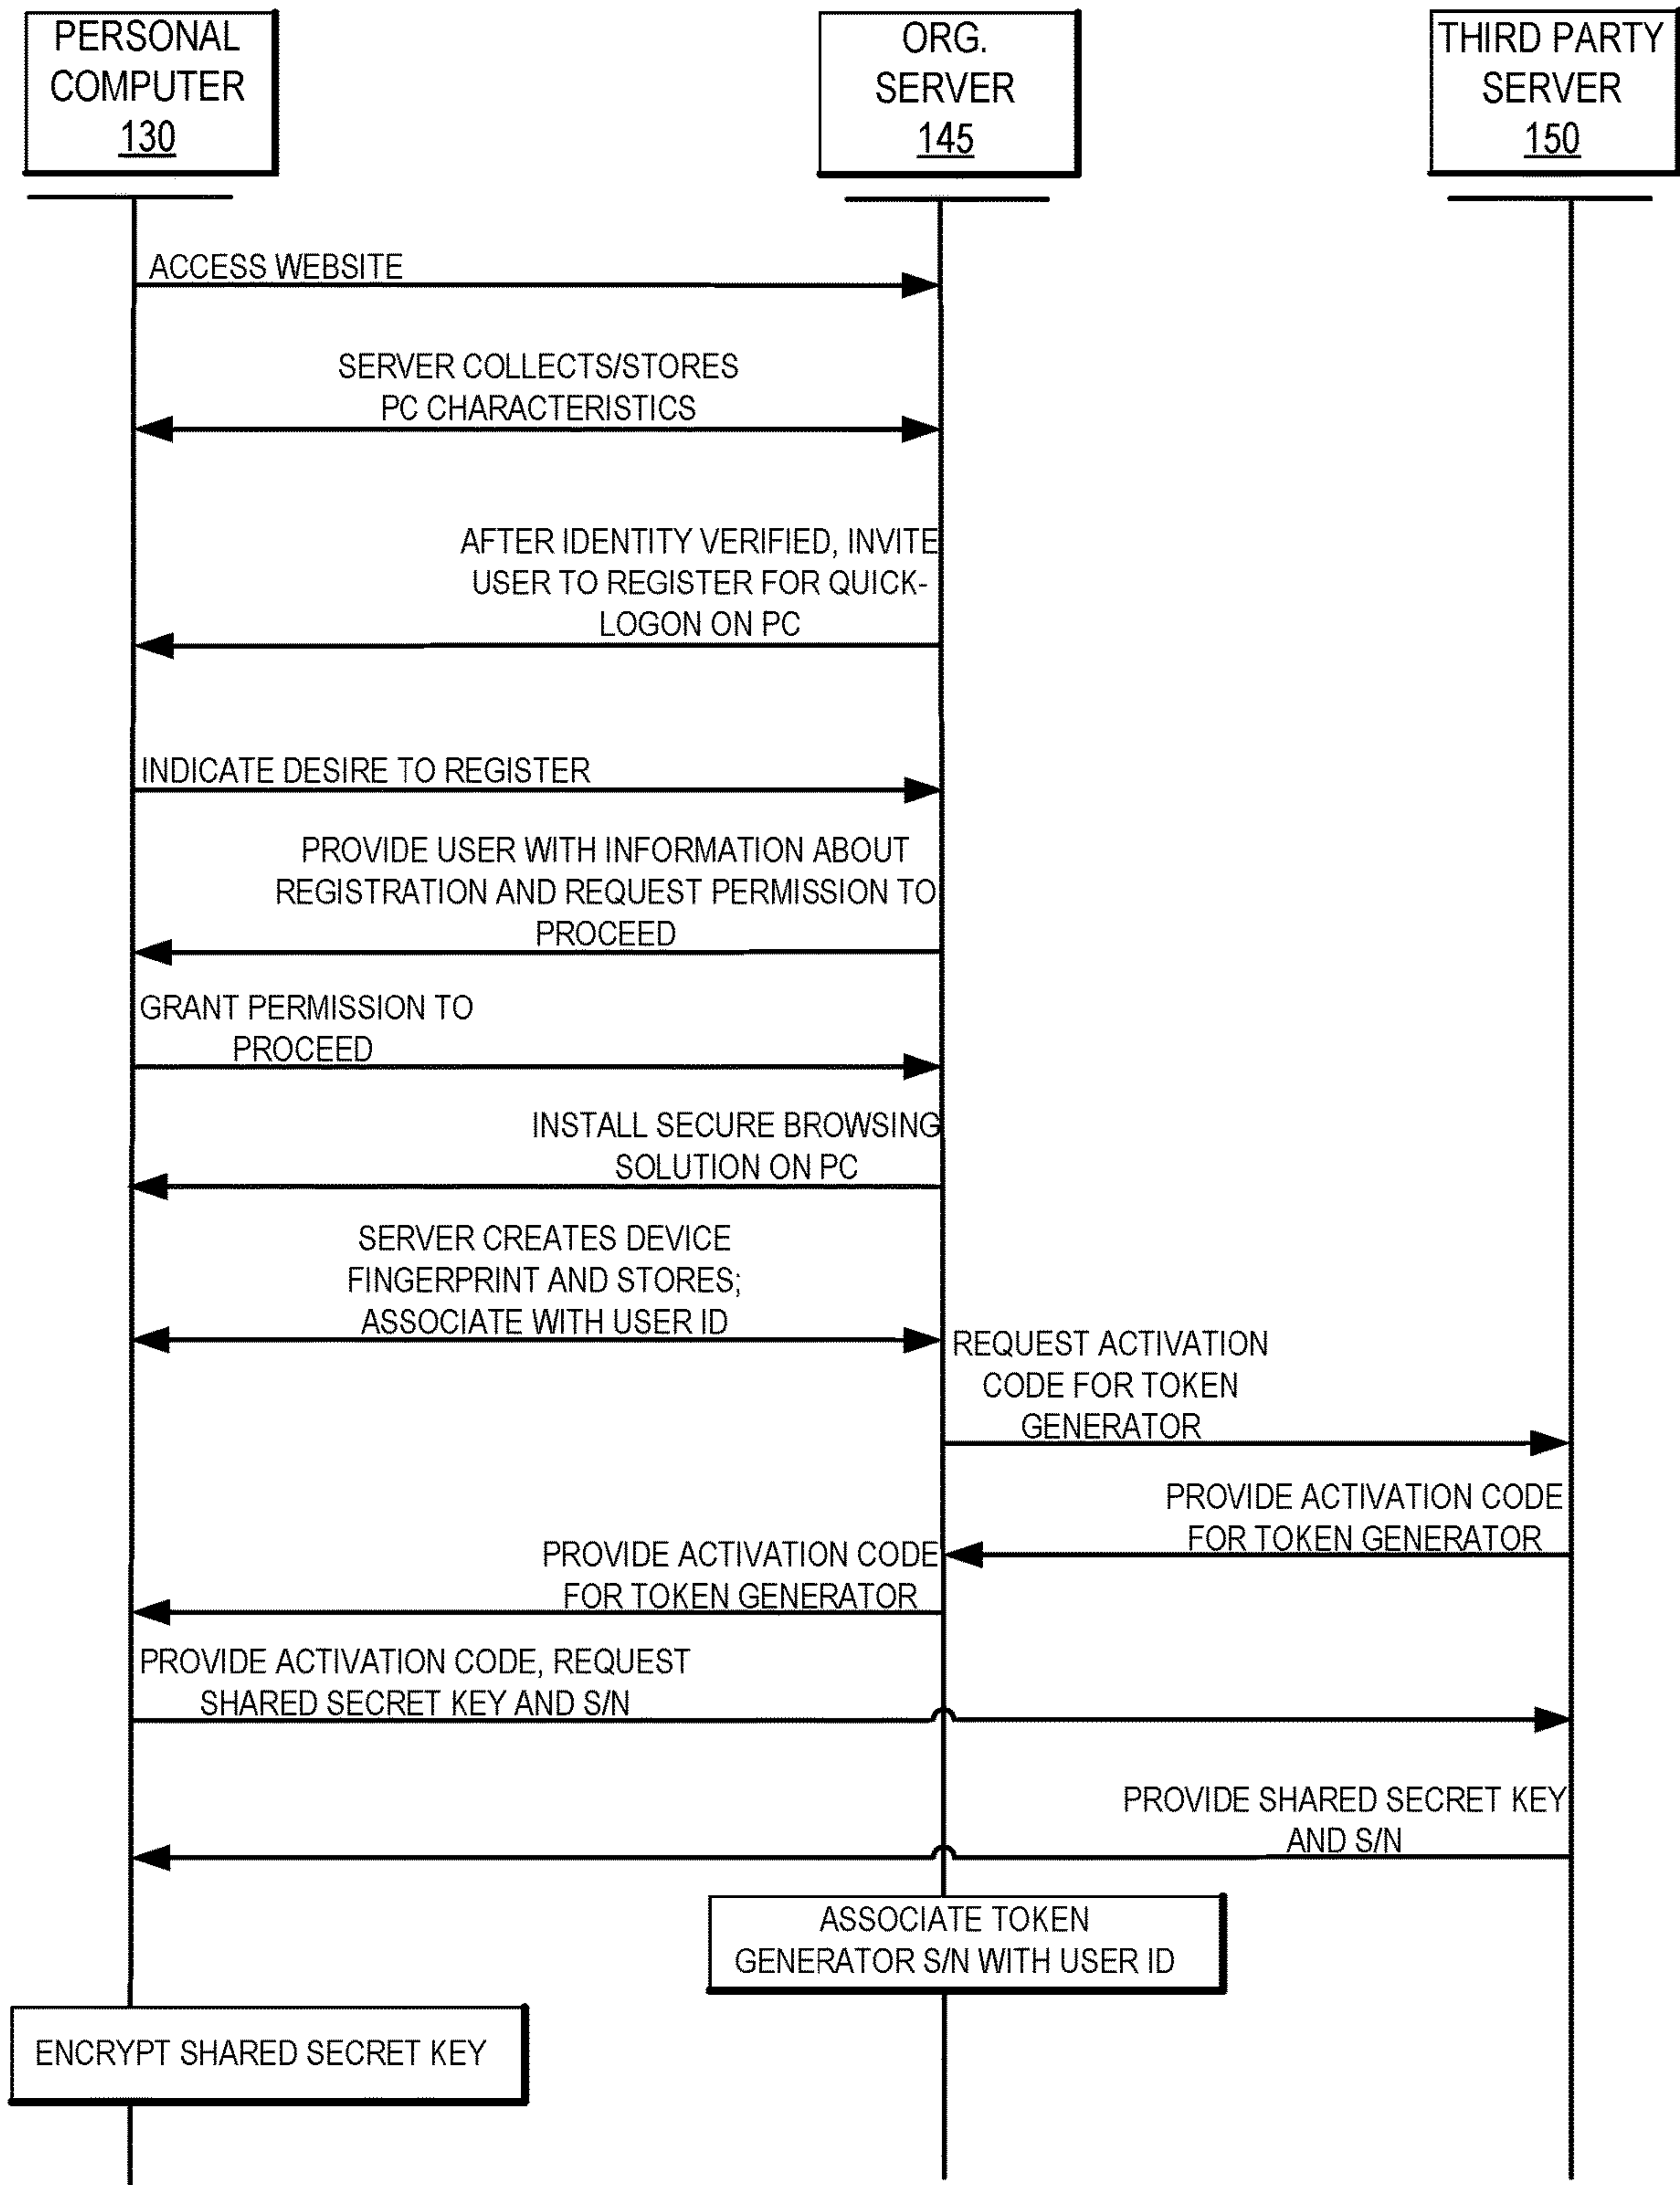 PERSONAL
COMPUTER
130
ORG.
SERVER
145
THIRD PARTY
SERVER
150
ACCESS WEBSITE
SERVER COLLECTS/STORES
PC CHARACTERISTICS
AFTER IDENTITY VERIFIED, INVITE
USER TO REGISTER FOR QUICK-
LOGON ON PC
INDICATE DESIRE TO REGISTER
PROVIDE USER WITH INFORMATION ABOUT
REGISTRATION AND REQUEST PERMISSION TO
PROCEED
GRANT PERMISSION TO
PROCEED
INSTALL SECURE BROWSING
SOLUTION ON PC
SERVER CREATES DEVICE
FINGERPRINT AND STORES;
ASSOCIATE WITH USER ID
REQUEST ACTIVATION
CODE FOR TOKEN
GENERATOR
PROVIDE ACTIVATION CODE
FOR TOKEN GENERATOR
PROVIDE ACTIVATION CODE
FOR TOKEN GENERATOR
PROVIDE ACTIVATION CODE, REQUEST
SHARED SECRET KEY AND S/N
PROVIDE SHARED SECRET KEY
AND S/N
ASSOCIATE TOKEN
GENERATOR S/N WITH USER ID
ENCRYPT SHARED SECRET KEY